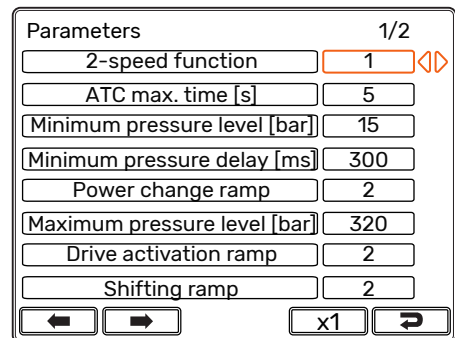 Parameters 1/2
2-speed function 1
ATC max. time [s] 5
Minimum pressure level [bar] 15
Minimum pressure delay [ms] 300
Power change ramp 2
Maximum pressure level [bar] 320
Drive activation ramp 2
Shifting ramp 2
x1